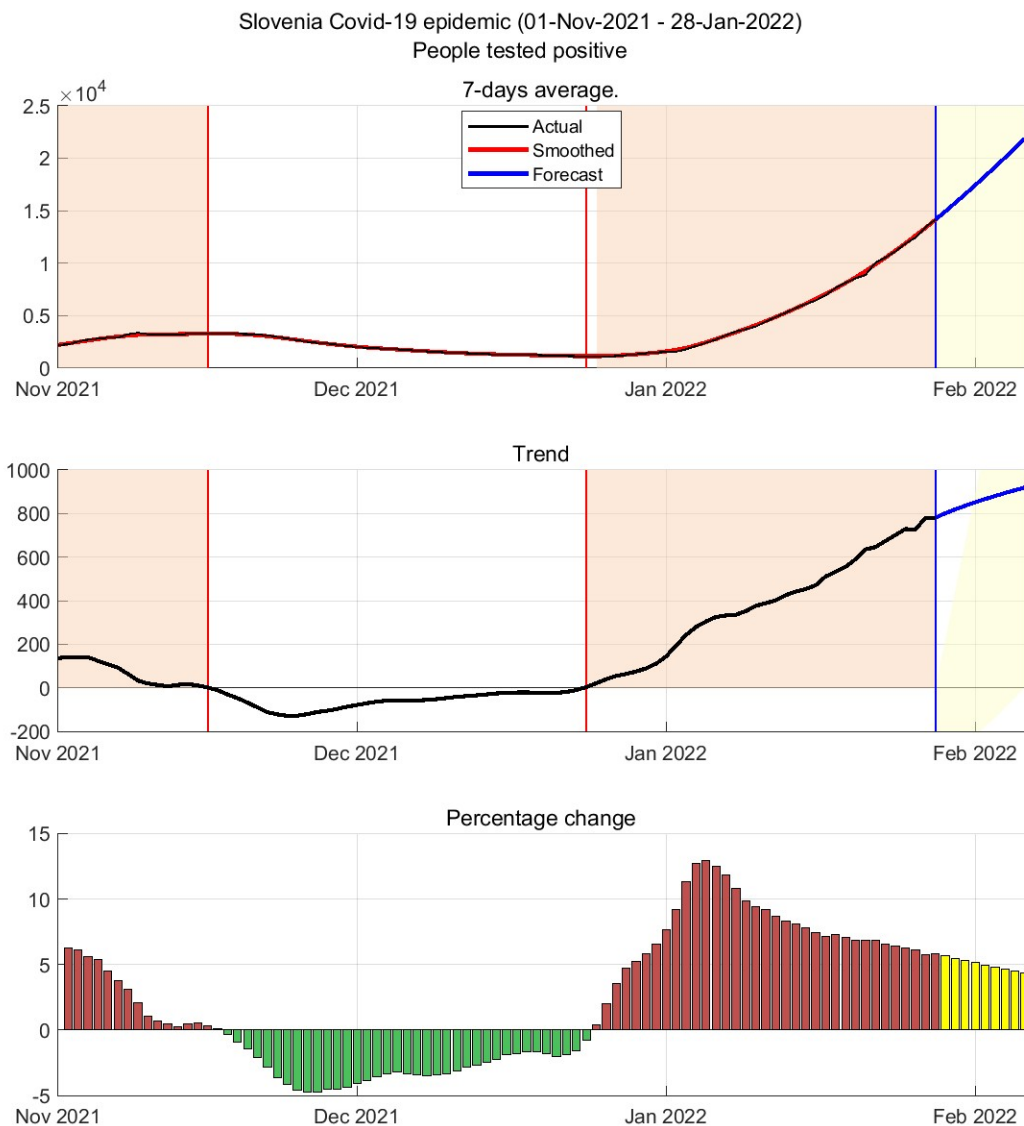 Slovenia Covid-19 epidemic (01-Nov-2021 - 28-Jan-2022)
People tested positive
7-days average.
×10⁴
2.5
2
1.5
1
0.5
0
Actual
Smoothed
Forecast
Nov 2021
Dec 2021
Jan 2022
Feb 2022
Trend
1000
800
600
400
200
0
-200
Nov 2021
Dec 2021
Jan 2022
Feb 2022
Percentage change
15
10
5
0
-5
Nov 2021
Dec 2021
Jan 2022
Feb 2022